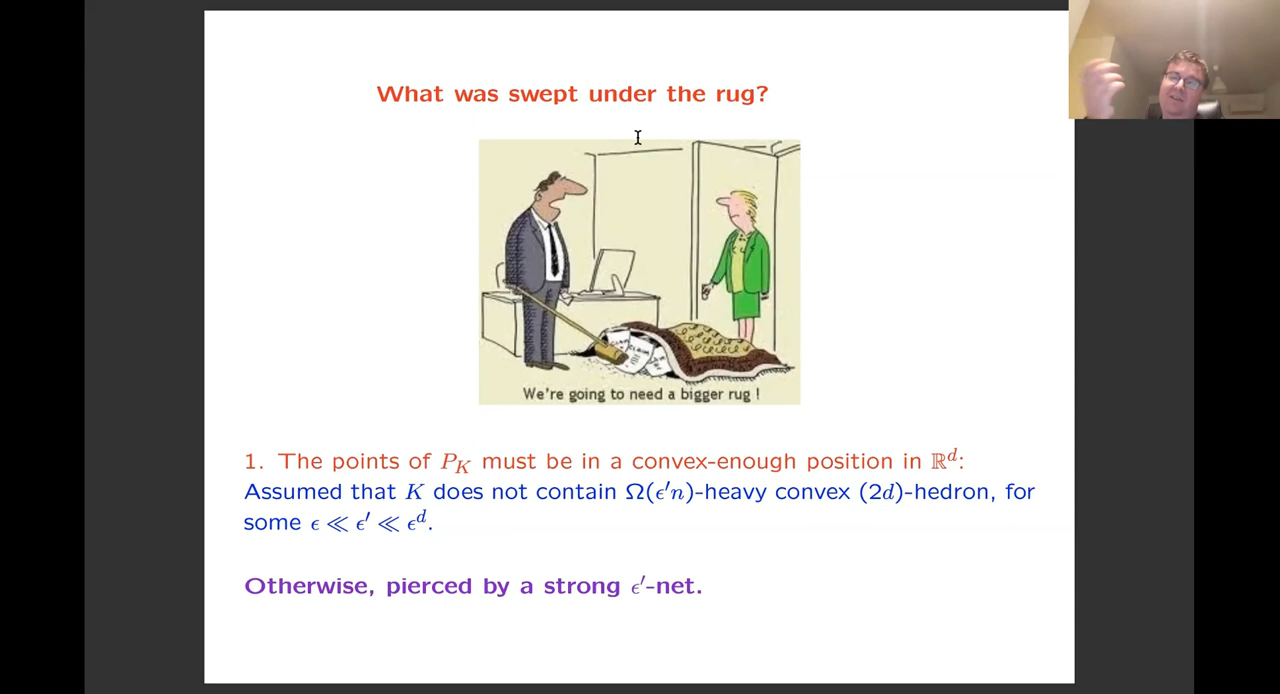 What was swept under the rug?
We're going to need a bigger rug !
1. The points of P_K must be in a convex-enough position in ℝ^d:
Assumed that K does not contain Ω(ϵ′n)-heavy convex (2d)-hedron, for
some ϵ ≪ ϵ′ ≪ ϵ^d.
Otherwise, pierced by a strong ϵ′-net.